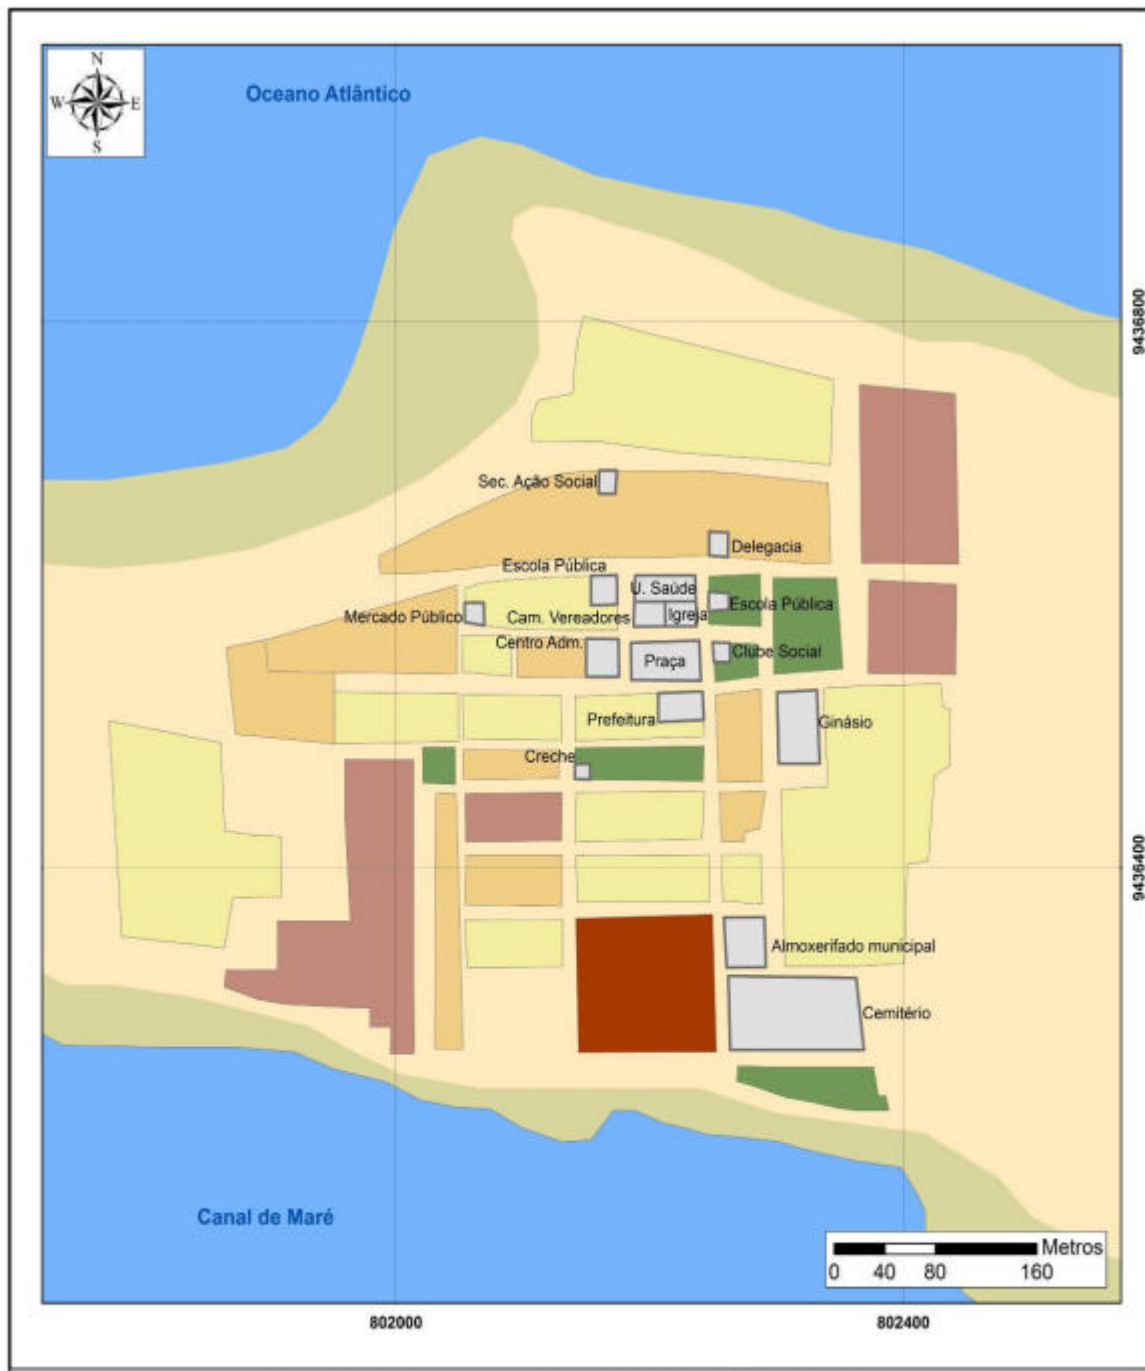 N
W E
S
Oceano Atlântico
9436800
Sec. Ação Social
Delegacia
Escola Pública
U. Saúde
Escola Pública
Mercado Público
Cam. Vereadores
Igreja
Centro Adm.
Praça
Clube Social
Prefeitura
Ginásio
Creche
9436400
Almoxerifado municipal
Cemitério
Canal de Maré
Metros
0 40 80 160
802000 802400